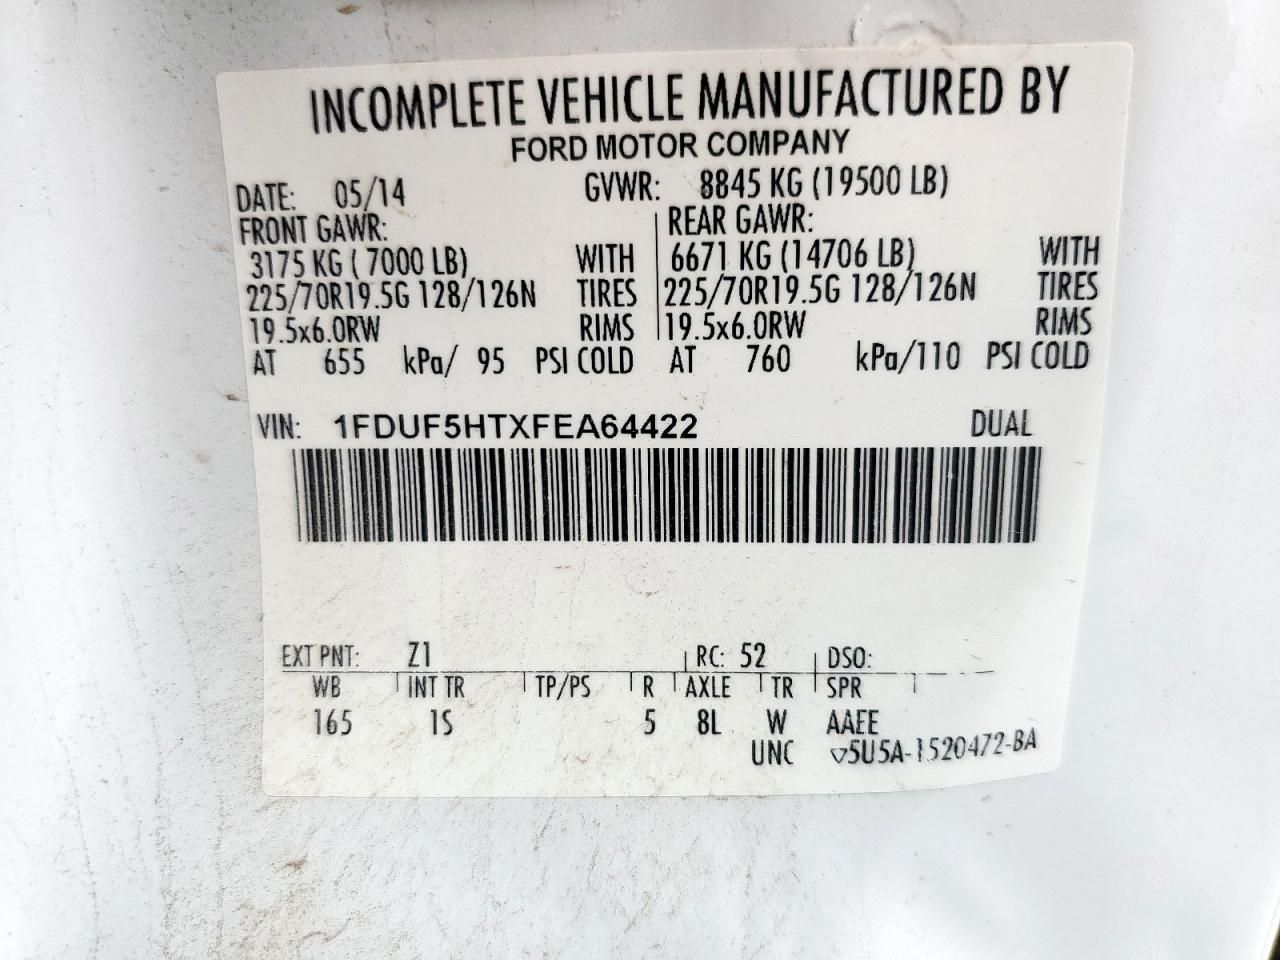 INCOMPLETE VEHICLE MANUFACTURED BY
FORD MOTOR COMPANY
DATE: 05/14 GVWR: 8845 KG (19500 LB)
FRONT GAWR: REAR GAWR:
3175 KG ( 7000 LB) WITH 6671 KG (14706 LB) WITH
225/70R19.5G 128/126N TIRES 225/70R19.5G 128/126N TIRES
19.5x6.0RW RIMS 19.5x6.0RW RIMS
AT 655 kPa/ 95 PSI COLD AT 760 kPa/110 PSI COLD
VIN: 1FDUF5HTXFEA64422 DUAL
EXT PNT: Z1 RC: 52 DSO:
WB INT TR TP/PS R AXLE TR SPR
165 1S 5 8L W AAEE
UNC ▽5U5A-1520472-BA